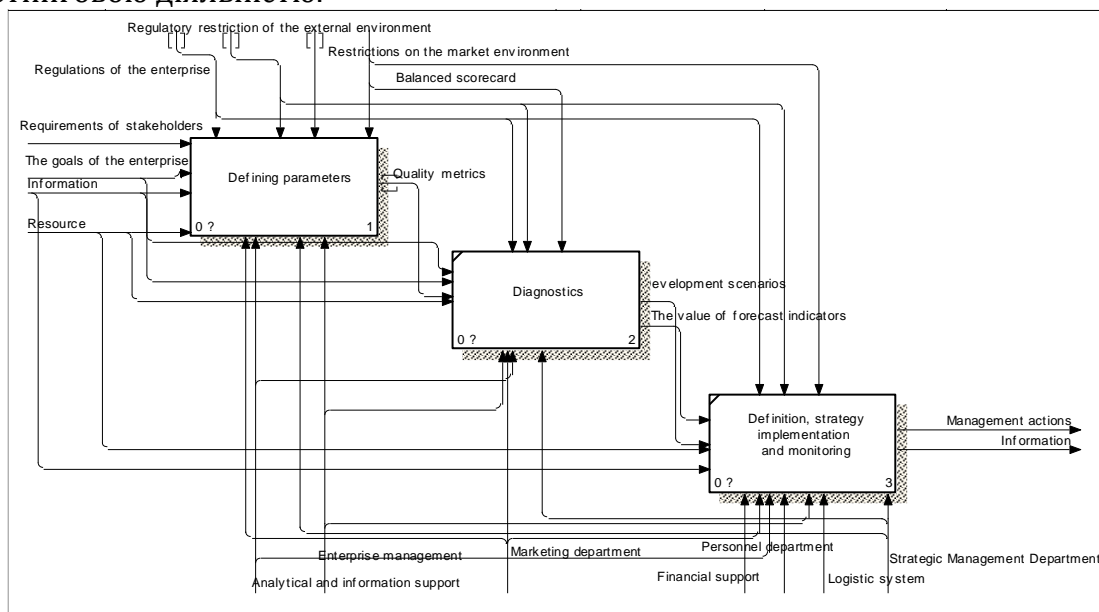 Regulatory restriction of the external environment
Restrictions on the market environment
Regulations of the enterprise
Balanced scorecard
Requirements of stakeholders
The goals of the enterprise
Information
Resource
Defining parameters
0 ?
1
Quality metrics
Diagnostics
0 ?
2
evelopment scenarios
The value of forecast indicators
Definition, strategy
implementation
and monitoring
0 ?
3
Management actions
Information
Enterprise management
Marketing department
Personnel department
Strategic Management Department
Analytical and information support
Financial support
Logistic system